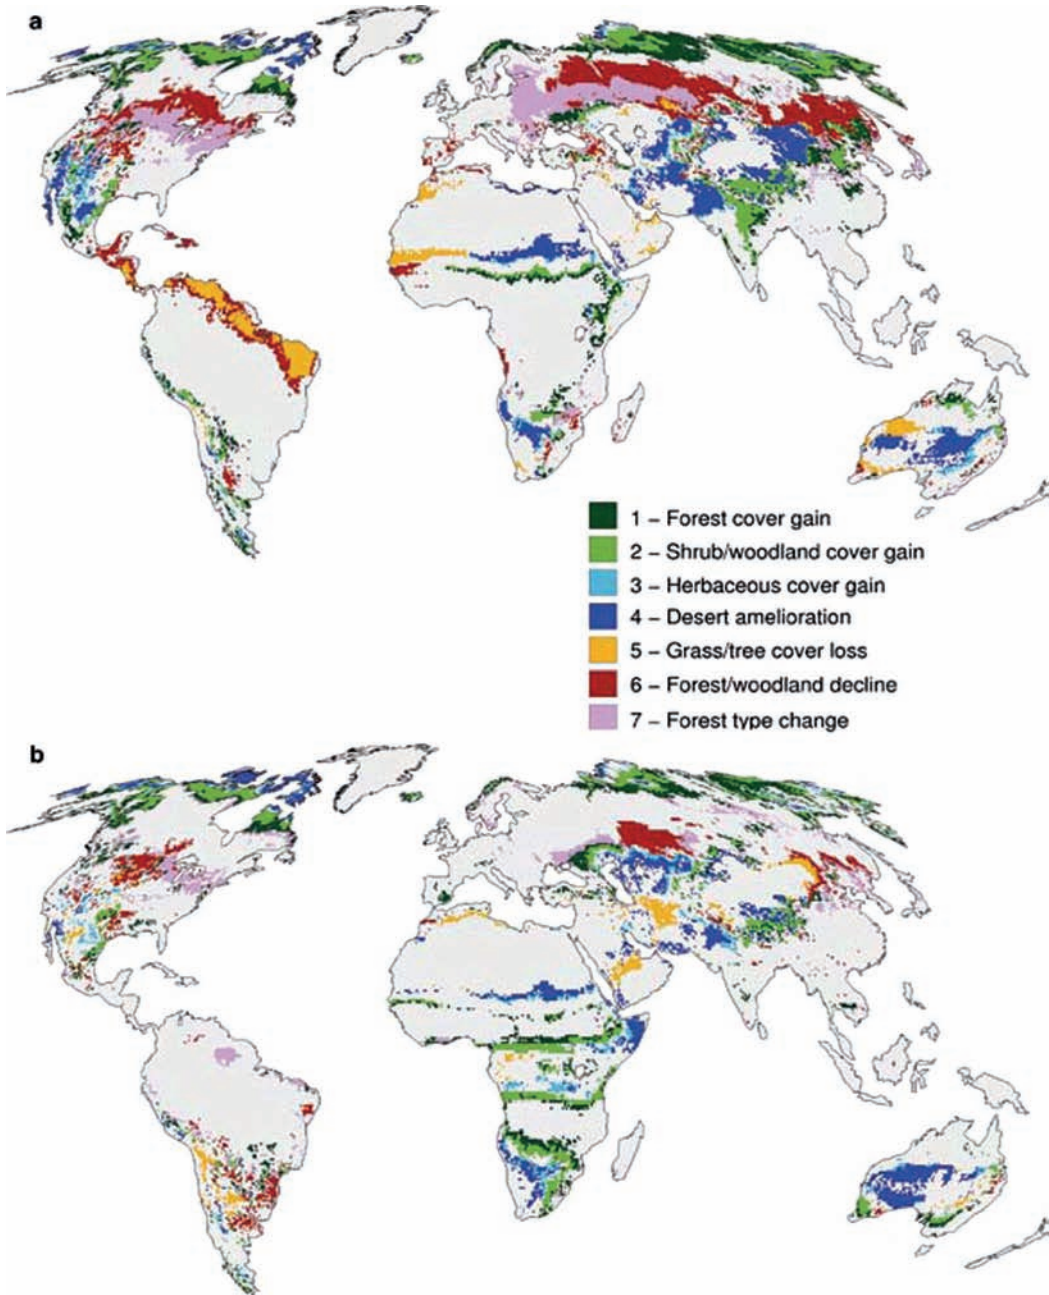 a
1 – Forest cover gain
2 – Shrub/woodland cover gain
3 – Herbaceous cover gain
4 – Desert amelioration
5 – Grass/tree cover loss
6 – Forest/woodland decline
7 – Forest type change
b